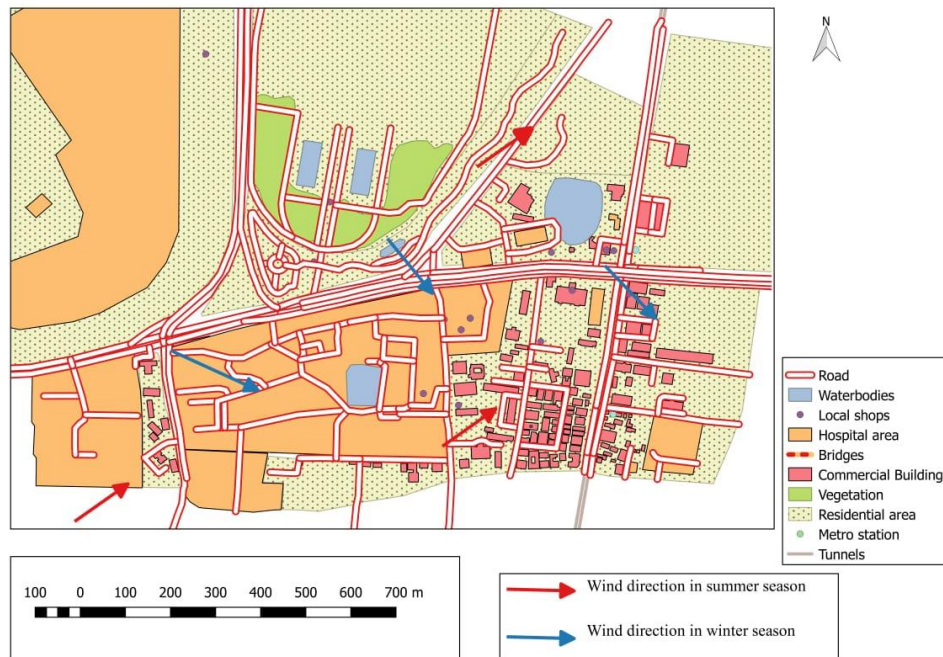 N
Road
Waterbodies
Local shops
Hospital area
Bridges
Commercial Building
Vegetation
Residential area
Metro station
Tunnels
100 0 100 200 300 400 500 600 700 m
Wind direction in summer season
Wind direction in winter season